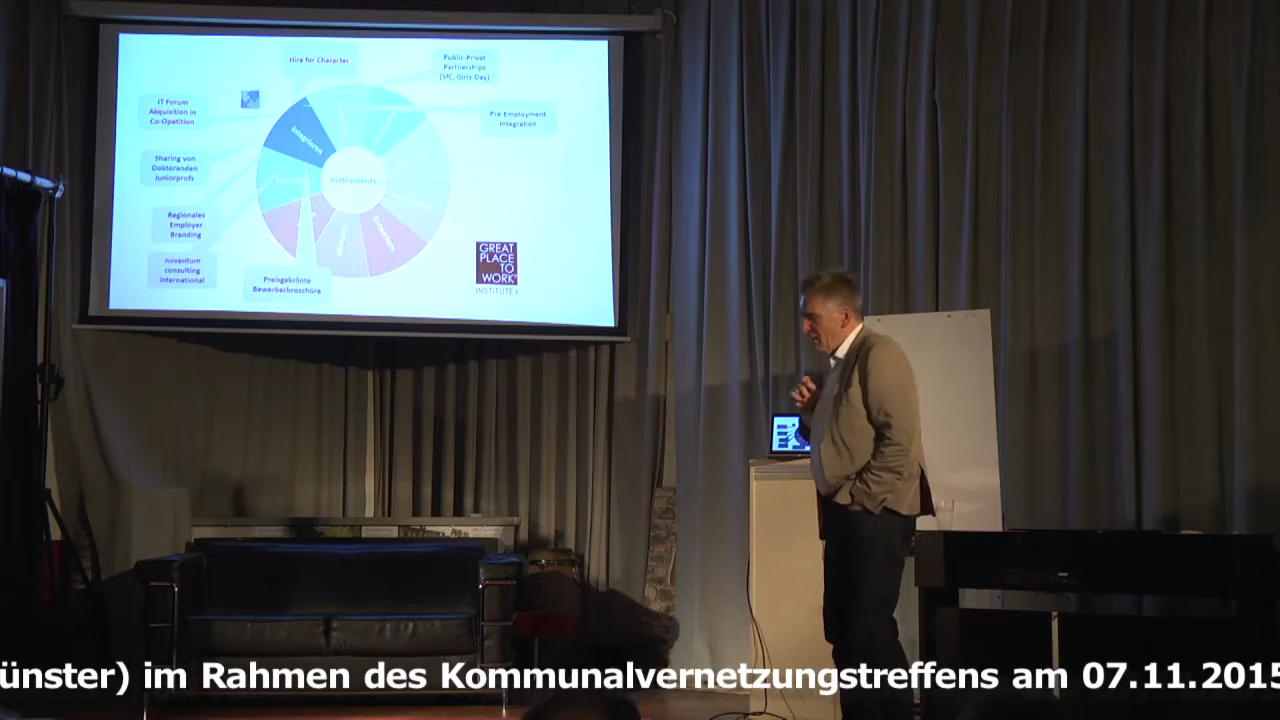 Hire for Character
Public-Privat
Partnerships
(SfC, Girls-Day)
IT Forum
Akquisition in
Co-Opetition
Pre Employment
Integration
Integrieren
Sharing von
Doktoranden
Juniorprofs
Instrumente
Regionales
Employer
Branding
noventum
consulting
international
Preisgekrönte
Bewerberbroschüre
GREAT
PLACE
TO
WORK®
INSTITUTE
ünster) im Rahmen des Kommunalvernetzungstreffens am 07.11.2015